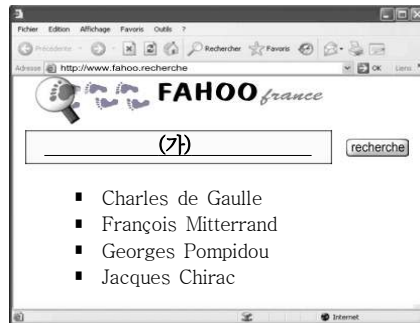 Fichier Edition Affichage Favoris Outils ?
Précédente Rechercher Favoris
Adresse http://www.fahoo.recherche OK Liens
FAHOO france
(가)
recherche
Charles de Gaulle
François Mitterrand
Georges Pompidou
Jacques Chirac
Internet